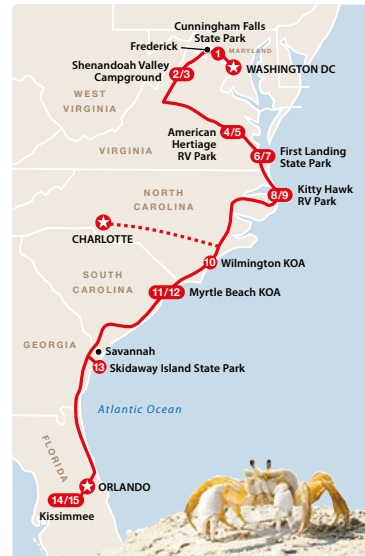 Cunningham Falls
State Park
Frederick
1
MARYLAND
Shenandoah Valley
Campground
2/3
WASHINGTON DC
WEST
VIRGINIA
American
Hertiage
RV Park
4/5
VIRGINIA
6/7
First Landing
State Park
8/9
Kitty Hawk
RV Park
NORTH
CAROLINA
CHARLOTTE
10
Wilmington KOA
SOUTH
CAROLINA
11/12
Myrtle Beach KOA
GEORGIA
Savannah
13
Skidaway Island State Park
Atlantic Ocean
FLORIDA
ORLANDO
14/15
Kissimmee